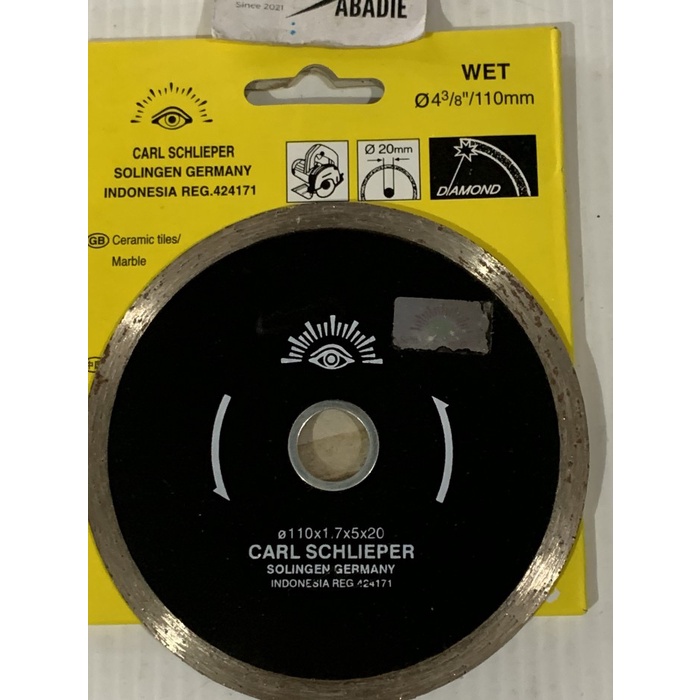 Since 2021
ABADIE
WET
Ø4³/₈"/110mm
CARL SCHLIEPER
SOLINGEN GERMANY
INDONESIA REG.424171
Ø 20mm
DIAMOND
GB Ceramic tiles/
Marble
ø110x1.7x5x20
CARL SCHLIEPER
SOLINGEN GERMANY
INDONESIA REG 424171